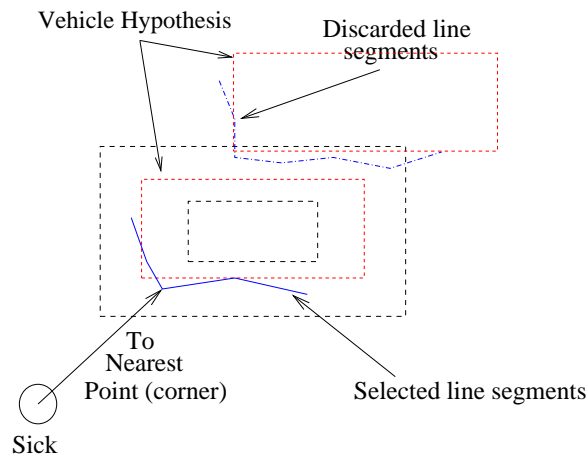 Vehicle Hypothesis
Discarded line
segments
To
Nearest
Point (corner)
Selected line segments
Sick